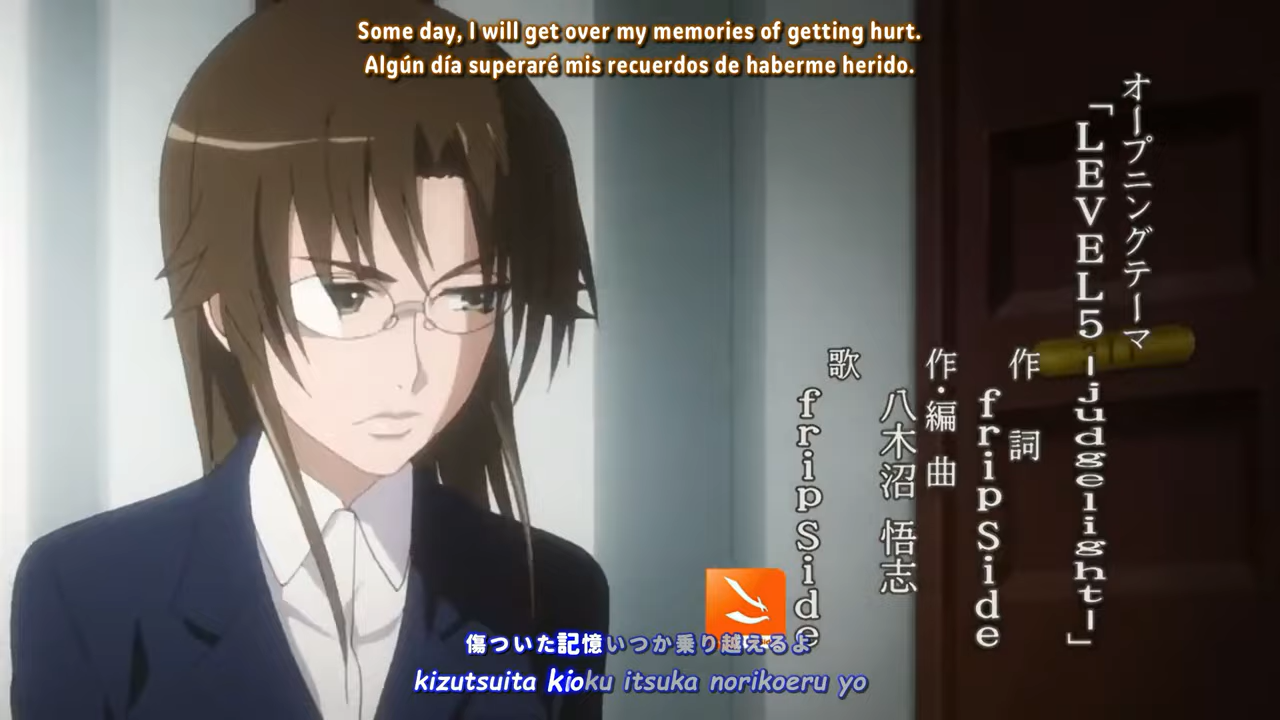 Some day, I will get over my memories of getting hurt.
Algún día superaré mis recuerdos de haberme herido.
オープニングテーマ
「LEVEL5 -judgelight-」
作詞
fripSide
作・編曲
八木沼 悟志
歌
fripSide
傷ついた記憶いつか乗り越えるよ
kizutsuita kioku itsuka norikoeru yo